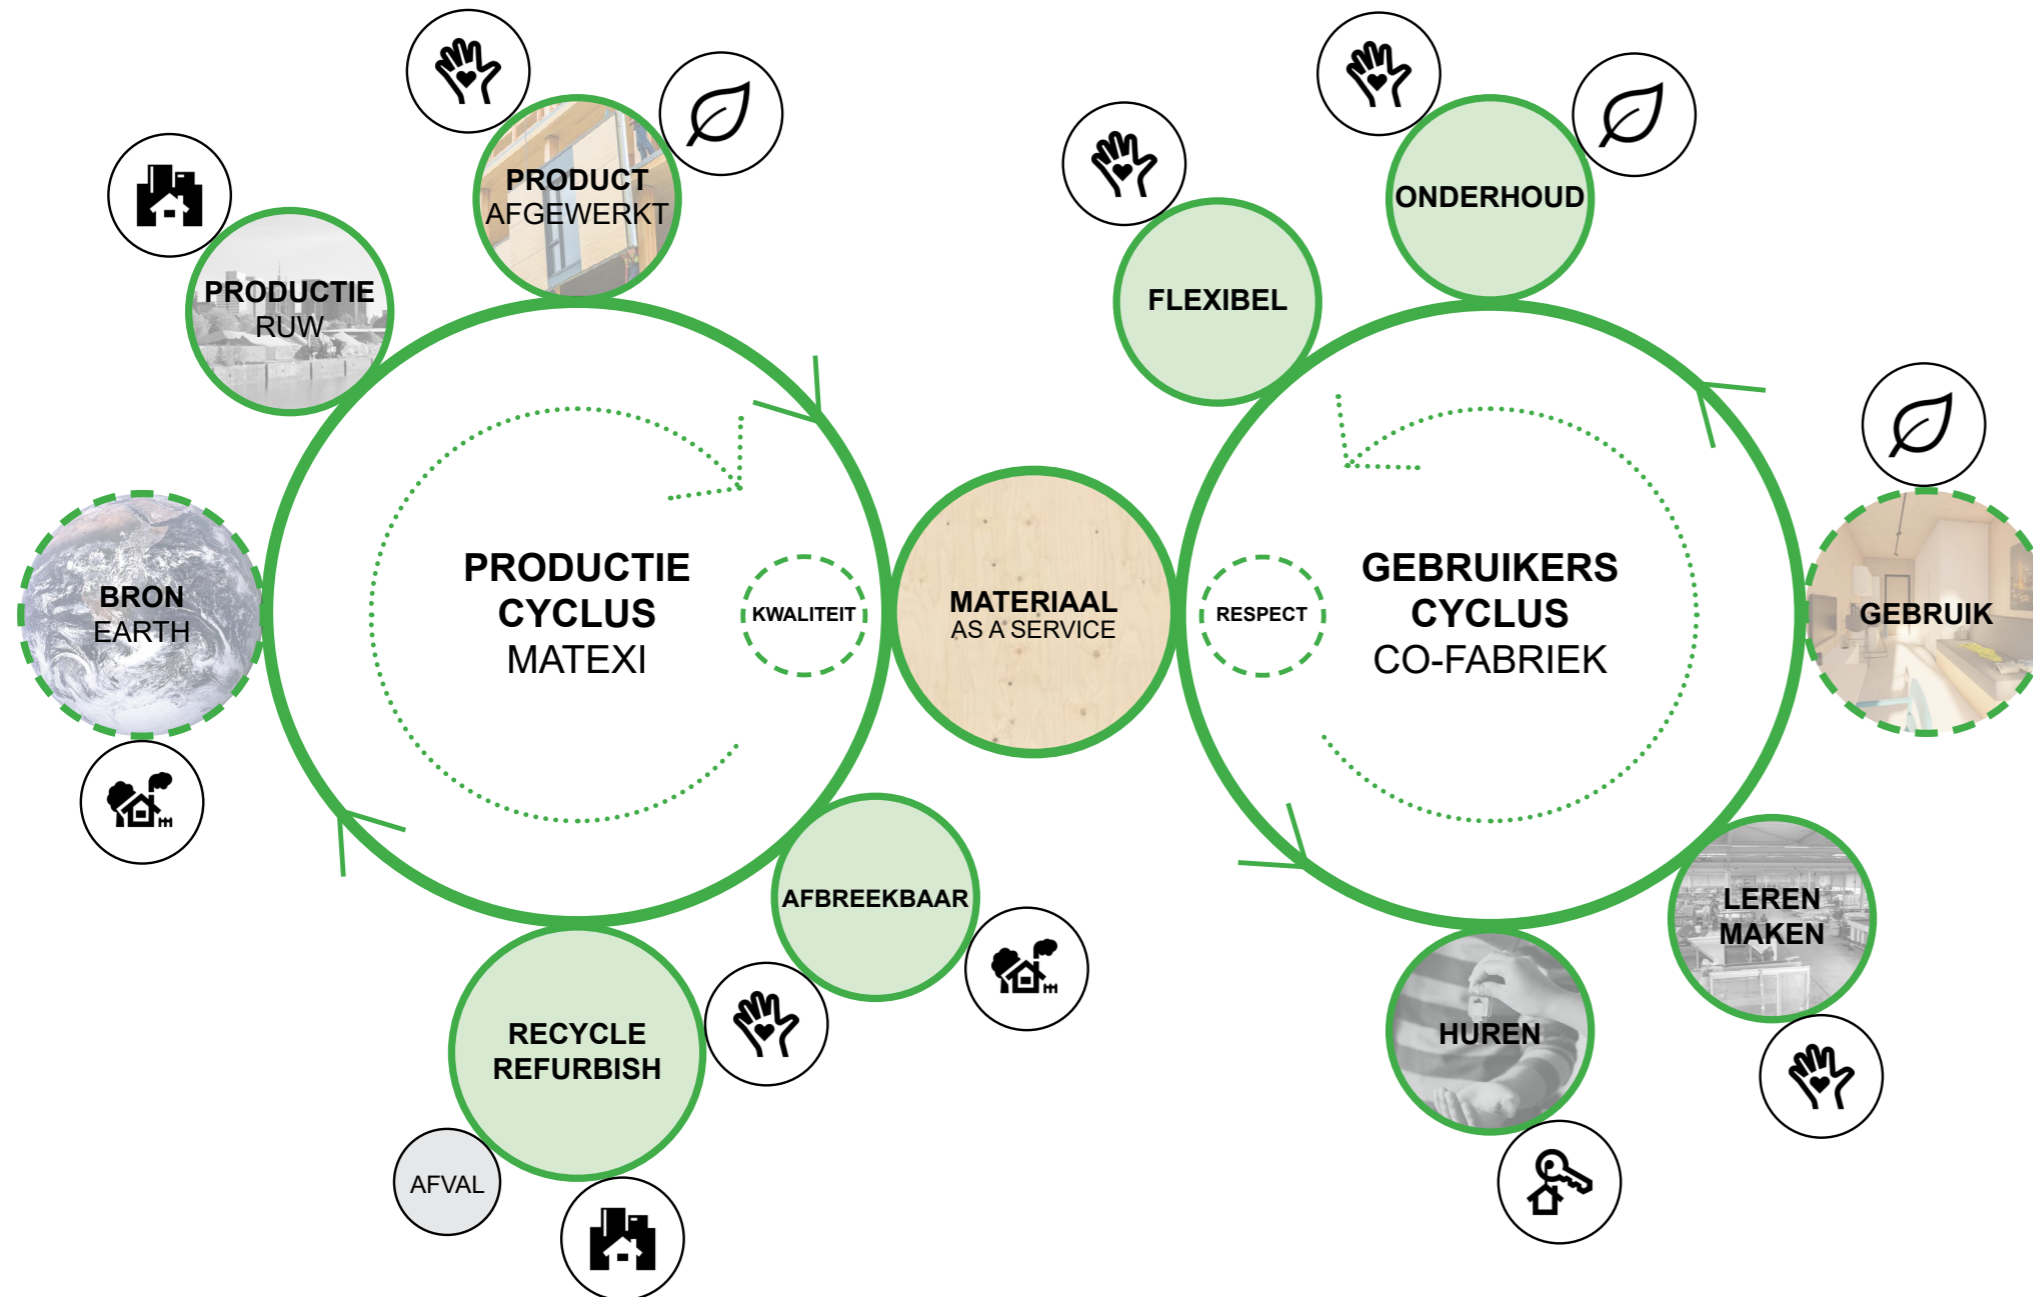 PRODUCT
AFGEWERKT
PRODUCTIE
RUW
BRON
EARTH
PRODUCTIE
CYCLUS
MATEXI
KWALITEIT
MATERIAAL
AS A SERVICE
AFBREEKBAAR
RECYCLE
REFURBISH
AFVAL
ONDERHOUD
FLEXIBEL
RESPECT
GEBRUIKERS
CYCLUS
CO-FABRIEK
GEBRUIK
LEREN
MAKEN
HUREN